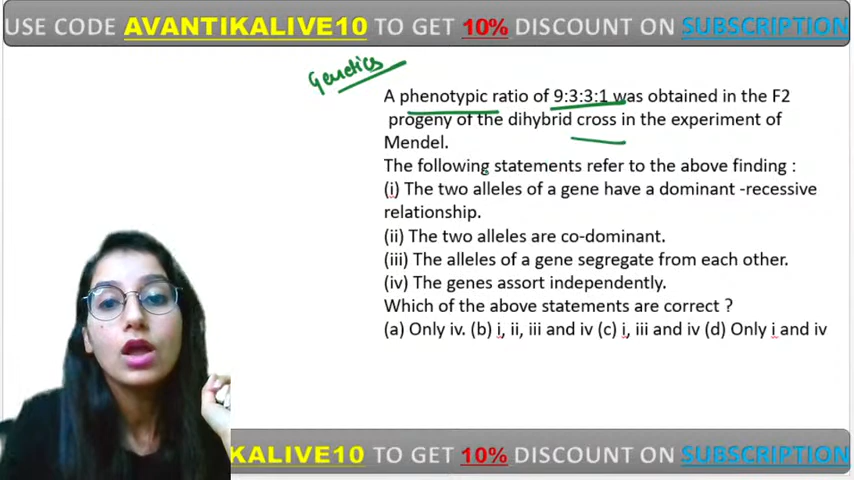 USE CODE AVANTIKALIVE10 TO GET 10% DISCOUNT ON SUBSCRIPTION
Genetics
A phenotypic ratio of 9:3:3:1 was obtained in the F2
progeny of the dihybrid cross in the experiment of
Mendel.
The following statements refer to the above finding :
(i) The two alleles of a gene have a dominant -recessive
relationship.
(ii) The two alleles are co-dominant.
(iii) The alleles of a gene segregate from each other.
(iv) The genes assort independently.
Which of the above statements are correct ?
(a) Only iv. (b) i, ii, iii and iv (c) i, iii and iv (d) Only i and iv
KALIVE10 TO GET 10% DISCOUNT ON SUBSCRIPTION